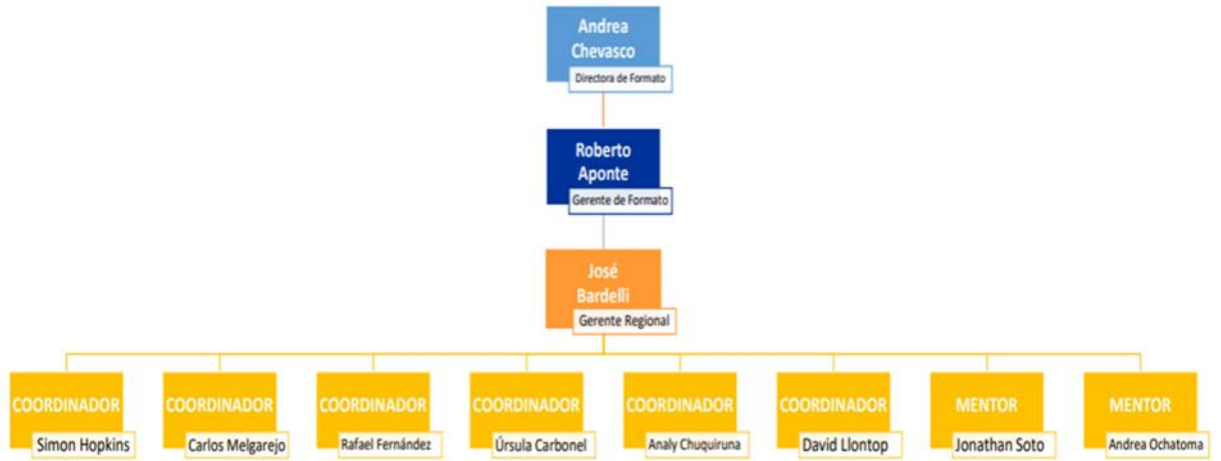 Andrea
Chevasco
Directora de Formato
Roberto
Aponte
Gerente de Formato
José
Bardelli
Gerente Regional
COORDINADOR
Simon Hopkins
COORDINADOR
Carlos Melgarejo
COORDINADOR
Rafael Fernández
COORDINADOR
Úrsula Carbonel
COORDINADOR
Analy Chuquiruna
COORDINADOR
David Llontop
MENTOR
Jonathan Soto
MENTOR
Andrea Ochatoma